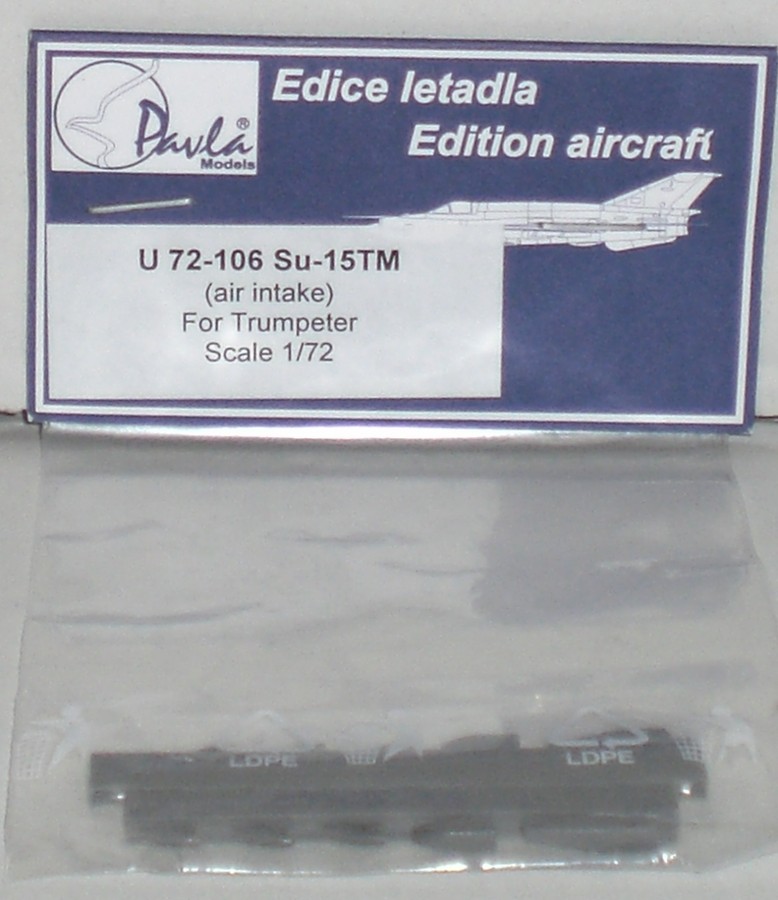 Edice letadla
Edition aircraft
Pavla®
Models
U 72-106 Su-15TM
(air intake)
For Trumpeter
Scale 1/72
LDPE
LDPE